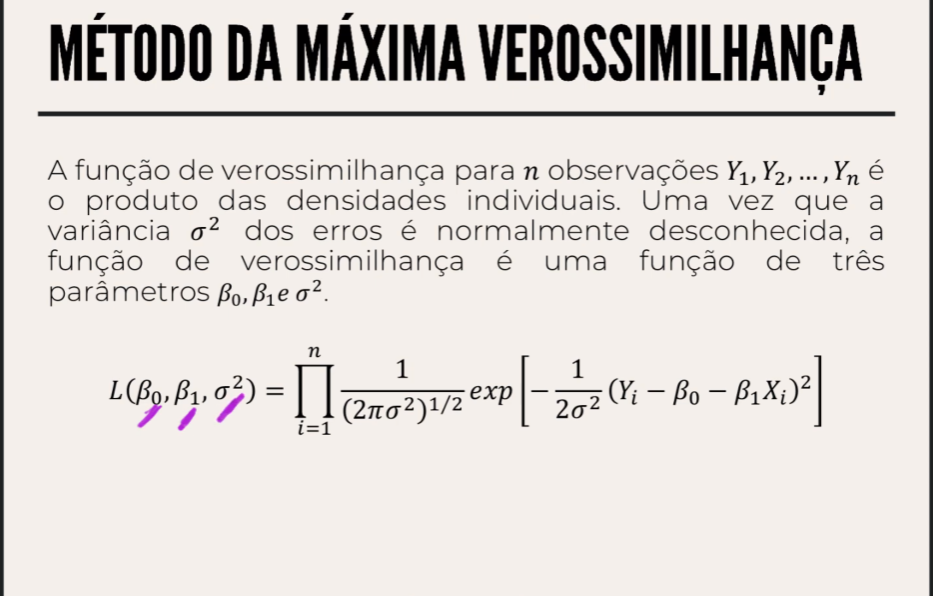 MÉTODO DA MÁXIMA VEROSSIMILHANÇA
A função de verossimilhança para n observações Y₁, Y₂, ... , Yₙ é
o produto das densidades individuais. Uma vez que a
variância σ² dos erros é normalmente desconhecida, a
função de verossimilhança é uma função de três
parâmetros β₀, β₁e σ².
L(β₀, β₁, σ²) = ∏ᵢ₌₁ⁿ 1/(2πσ²)^1/2 exp[−1/2σ² (Yᵢ − β₀ − β₁Xᵢ)²]